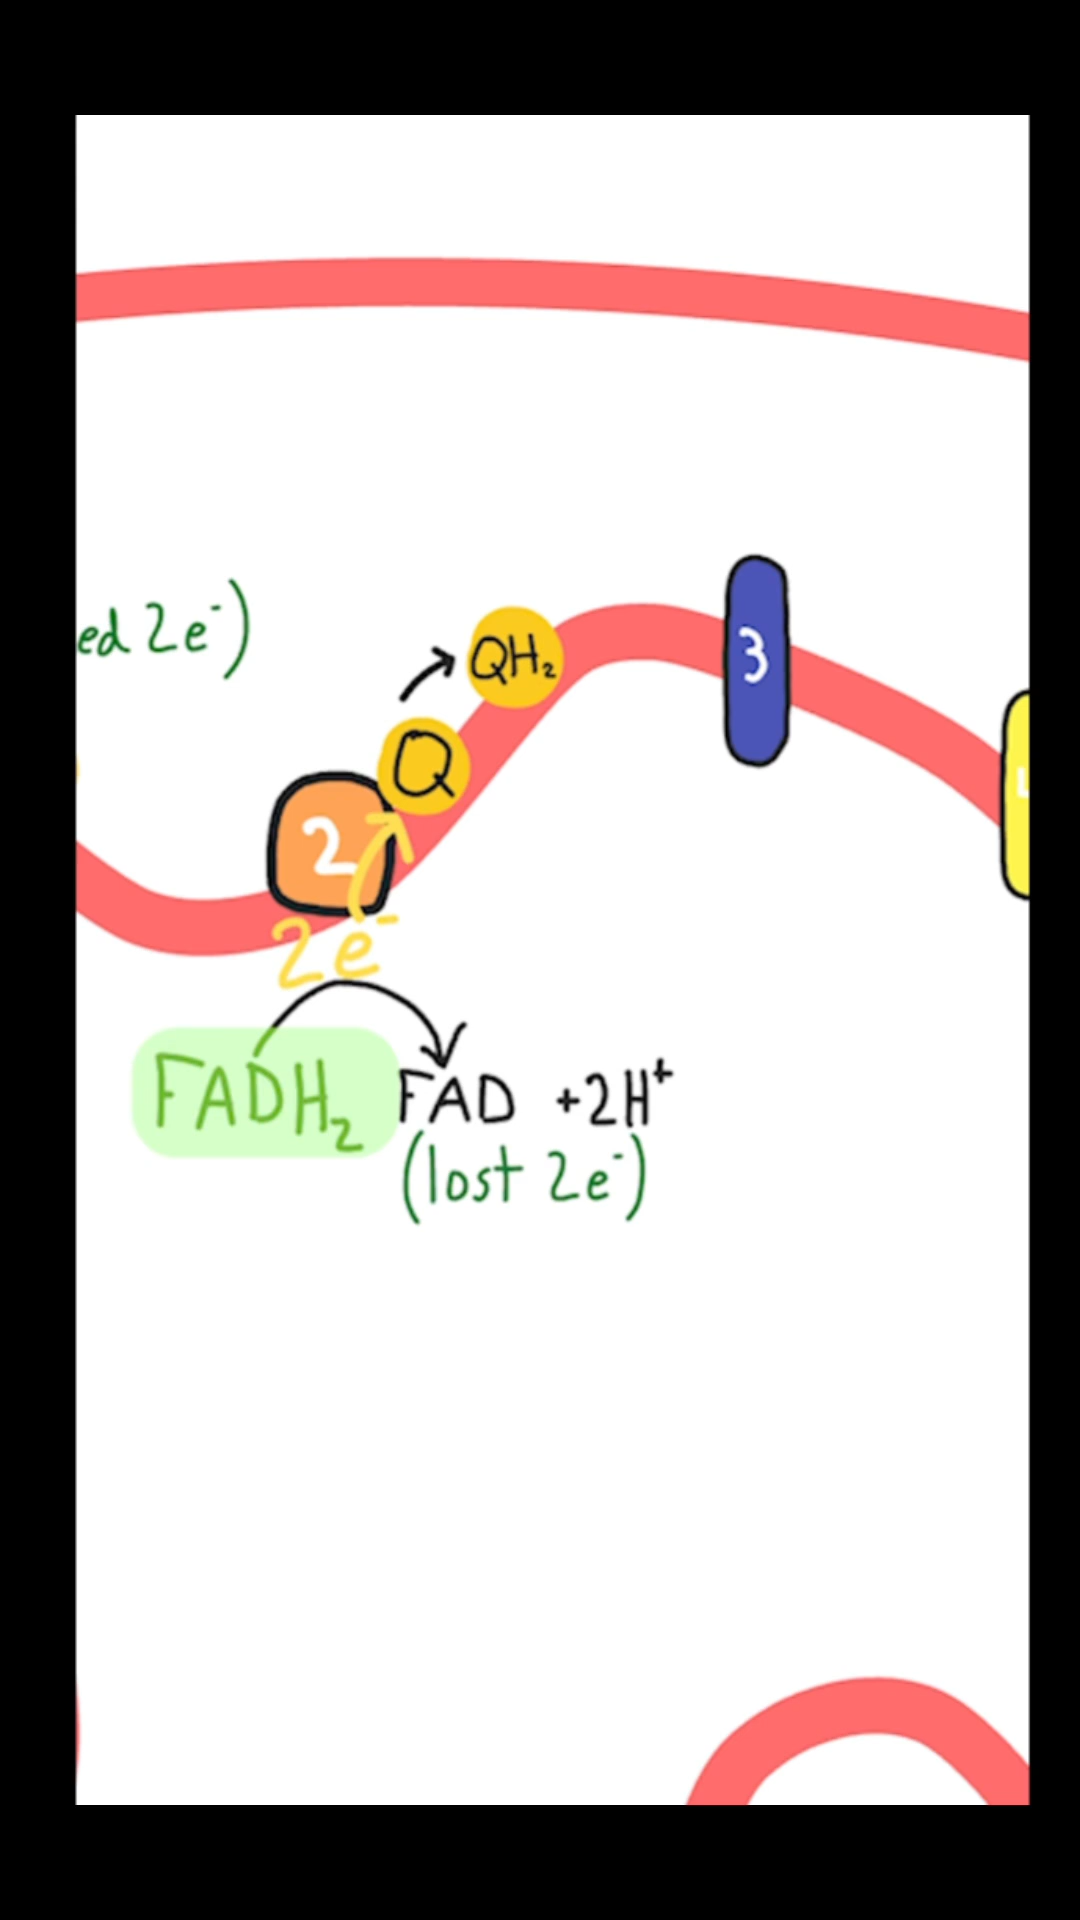 ed 2e⁻)
QH₂
3
Q
2
2e⁻
FADH₂ FAD +2H⁺
(lost 2e⁻)